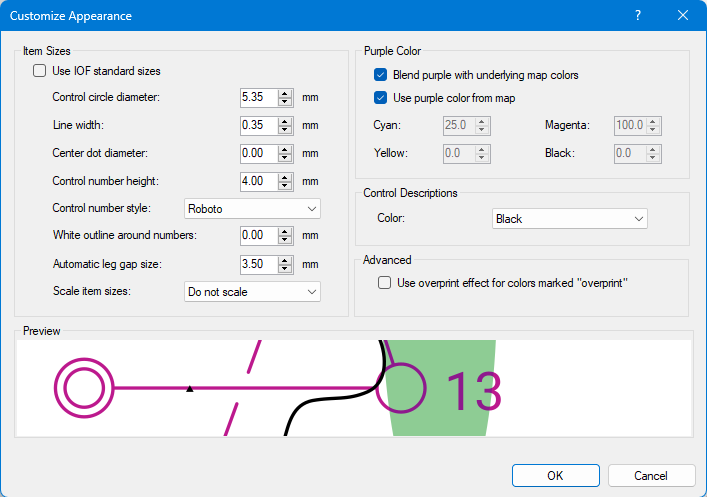 Customize Appearance
?
Item Sizes
Use IOF standard sizes
Control circle diameter: 5.35 mm
Line width: 0.35 mm
Center dot diameter: 0.00 mm
Control number height: 4.00 mm
Control number style: Roboto
White outline around numbers: 0.00 mm
Automatic leg gap size: 3.50 mm
Scale item sizes: Do not scale
Purple Color
Blend purple with underlying map colors
Use purple color from map
Cyan: 25.0 Magenta: 100.0
Yellow: 0.0 Black: 0.0
Control Descriptions
Color: Black
Advanced
Use overprint effect for colors marked "overprint"
Preview
13
OK Cancel